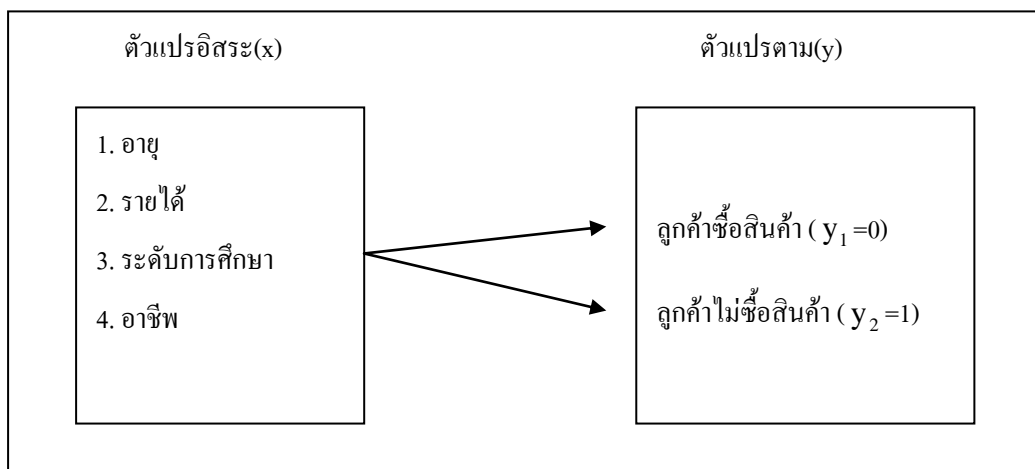 ตัวแปรอิสระ(x)
ตัวแปรตาม(y)
1. อายุ
2. รายได้
3. ระดับการศึกษา
4. อาชีพ
ลูกค้าซื้อสินค้า ( y₁ =0)
ลูกค้าไม่ซื้อสินค้า ( y₂ =1)